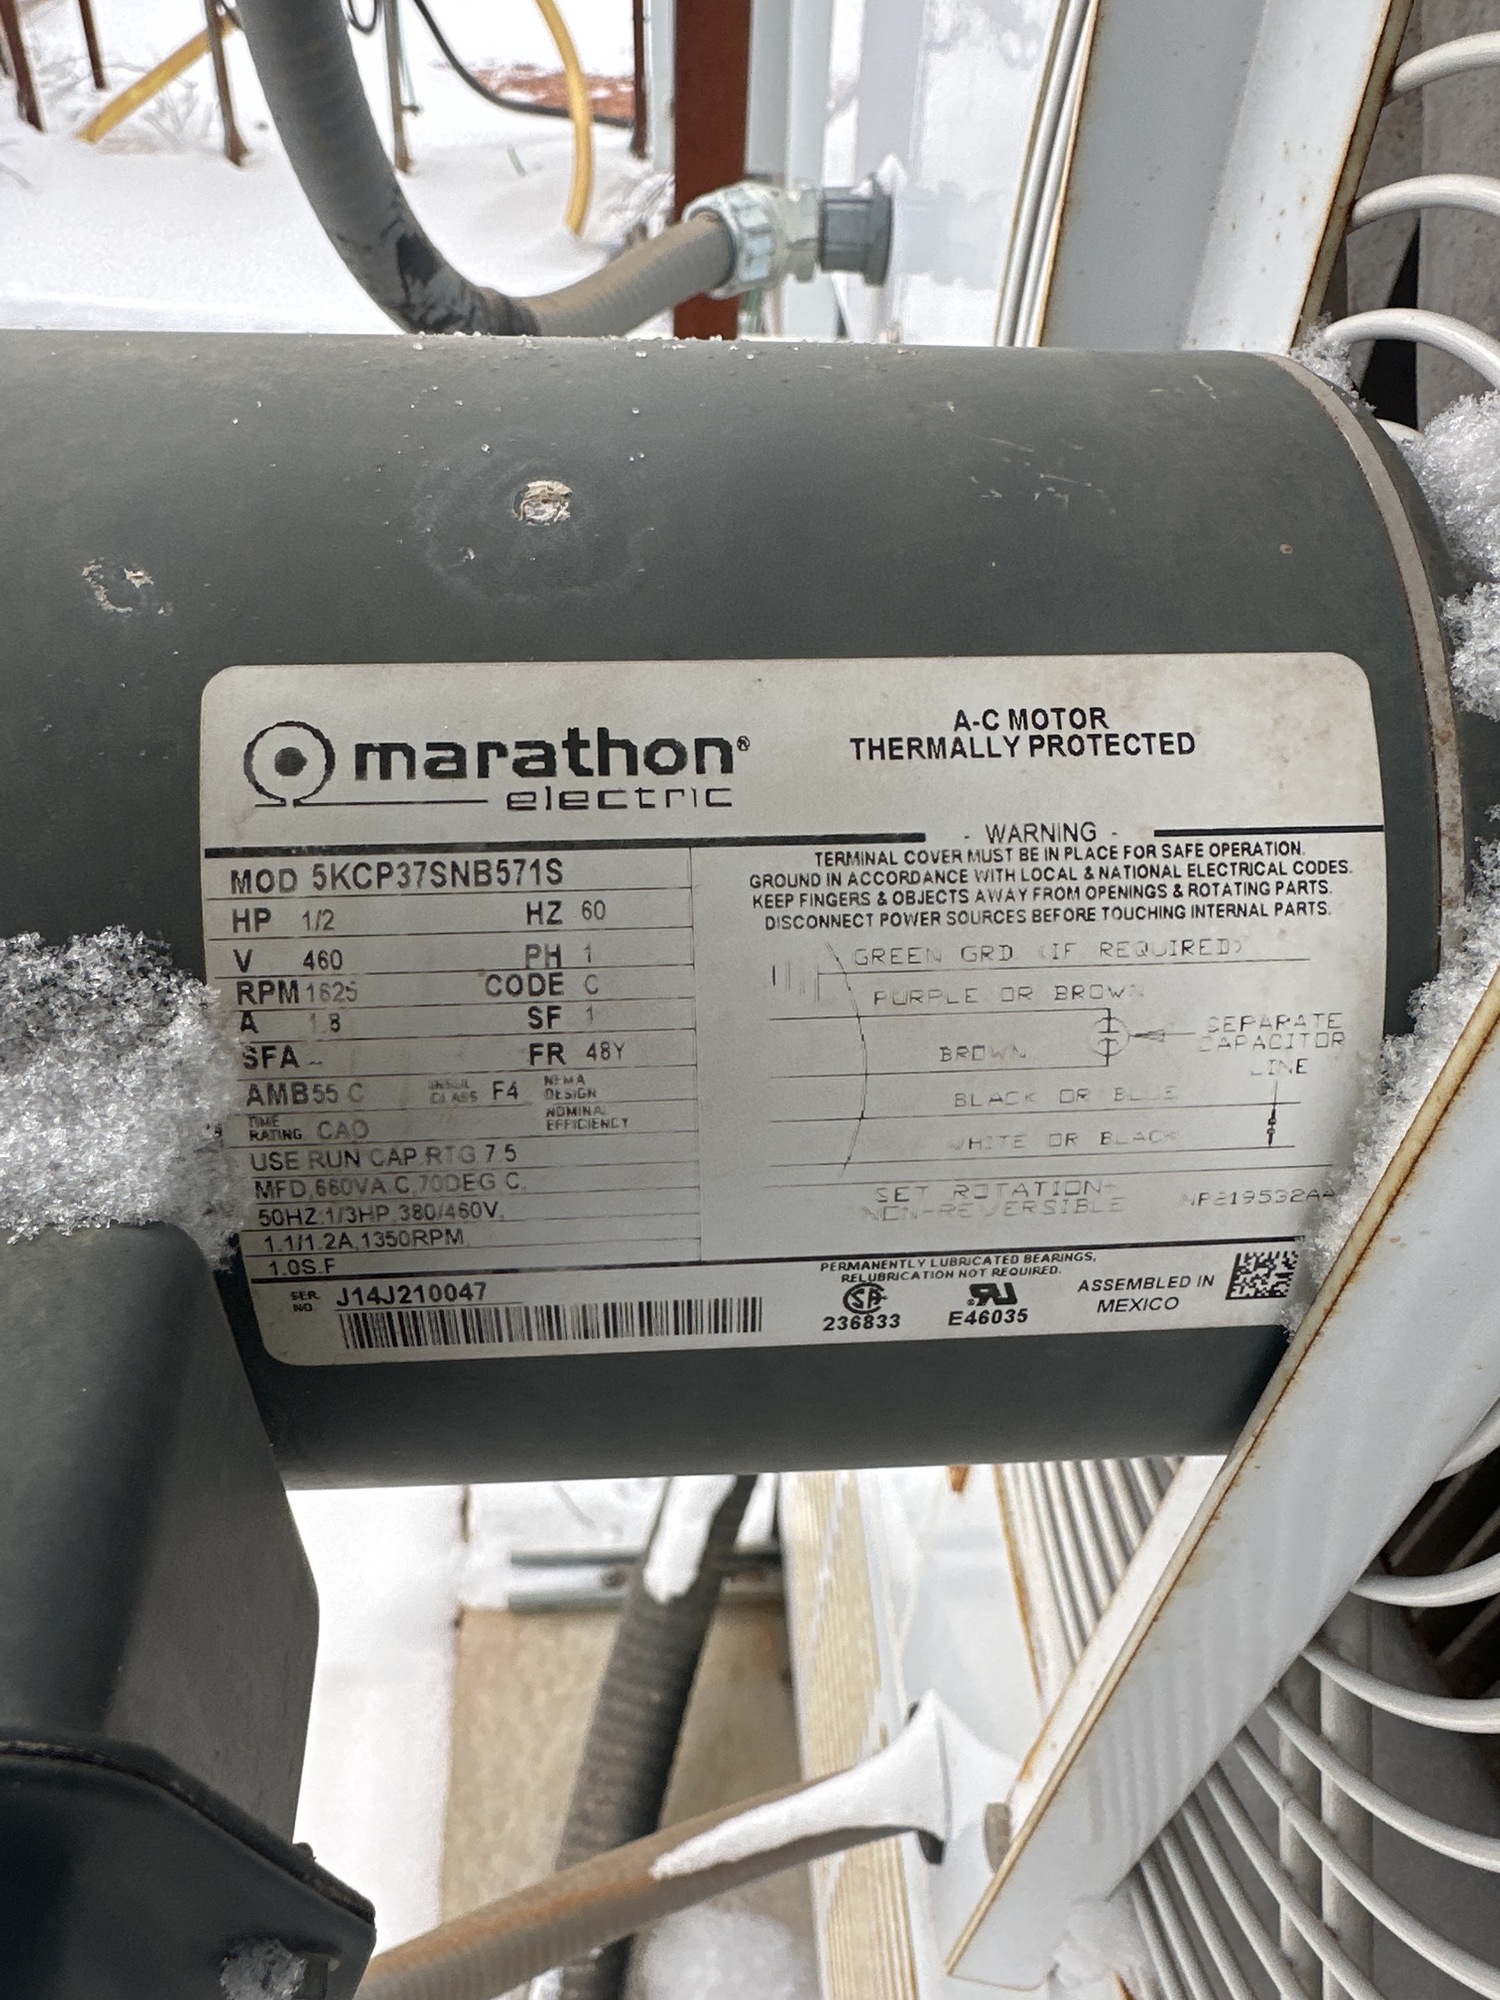 marathon®
electric
A-C MOTOR
THERMALLY PROTECTED
MOD 5KCP37SNB571S
HP 1/2 HZ 60
V 460 PH 1
RPM 1625 CODE C
A 1.8 SF 1
SFA - FR 48Y
AMB 55 C INSUL CLASS F4 NEMA DESIGN
TIME RATING CAO NOMINAL EFFICIENCY
USE RUN CAP.RTG.7.5
MFD,660VA.C,70DEG C.
50HZ.1/3HP,380/460V,
1.1/1.2A,1350RPM,
1.0S.F
SER. NO. J14J210047
- WARNING -
TERMINAL COVER MUST BE IN PLACE FOR SAFE OPERATION.
GROUND IN ACCORDANCE WITH LOCAL & NATIONAL ELECTRICAL CODES.
KEEP FINGERS & OBJECTS AWAY FROM OPENINGS & ROTATING PARTS.
DISCONNECT POWER SOURCES BEFORE TOUCHING INTERNAL PARTS.
GREEN GRD. (IF REQUIRED)
PURPLE OR BROWN
SEPARATE
CAPACITOR
BROWN
LINE
BLACK OR BLUE
WHITE OR BLACK
SET ROTATION-
NON-REVERSIBLE
PERMANENTLY LUBRICATED BEARINGS,
RELUBRICATION NOT REQUIRED.
236833
E46035
ASSEMBLED IN
MEXICO